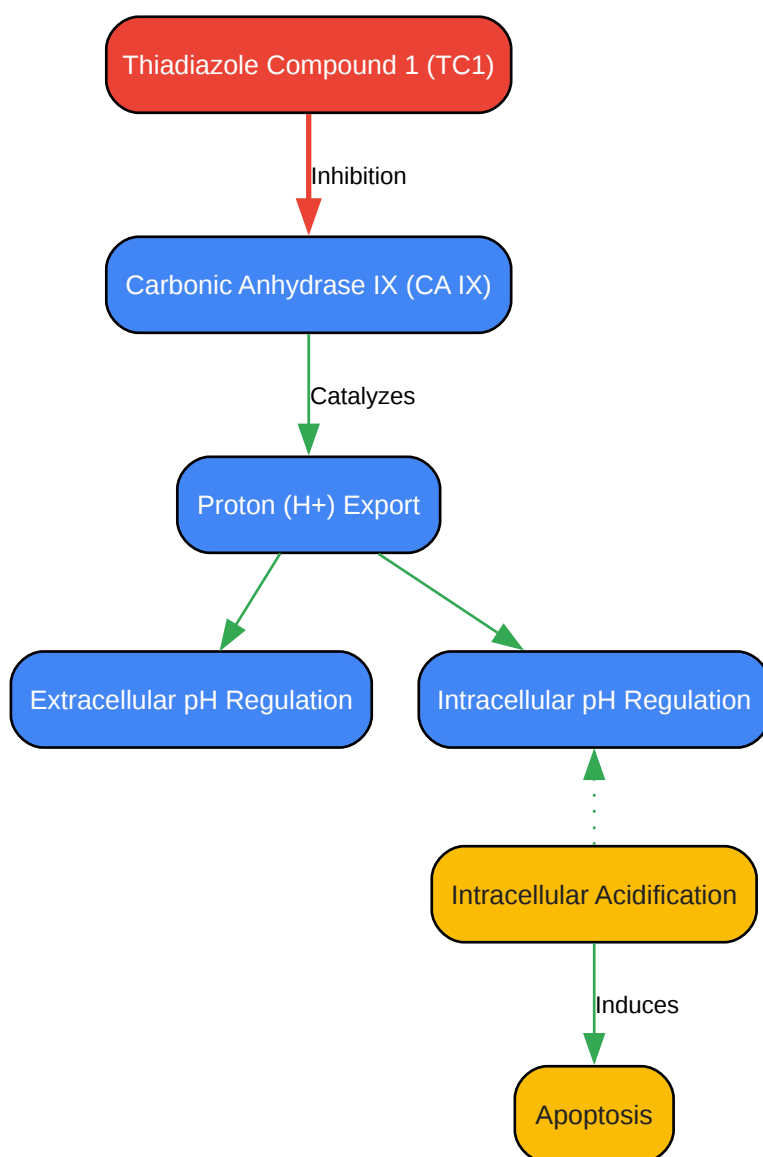 Thiadiazole Compound 1 (TC1)
Inhibition
Carbonic Anhydrase IX (CA IX)
Catalyzes
Proton (H+) Export
Extracellular pH Regulation
Intracellular pH Regulation
Intracellular Acidification
Induces
Apoptosis